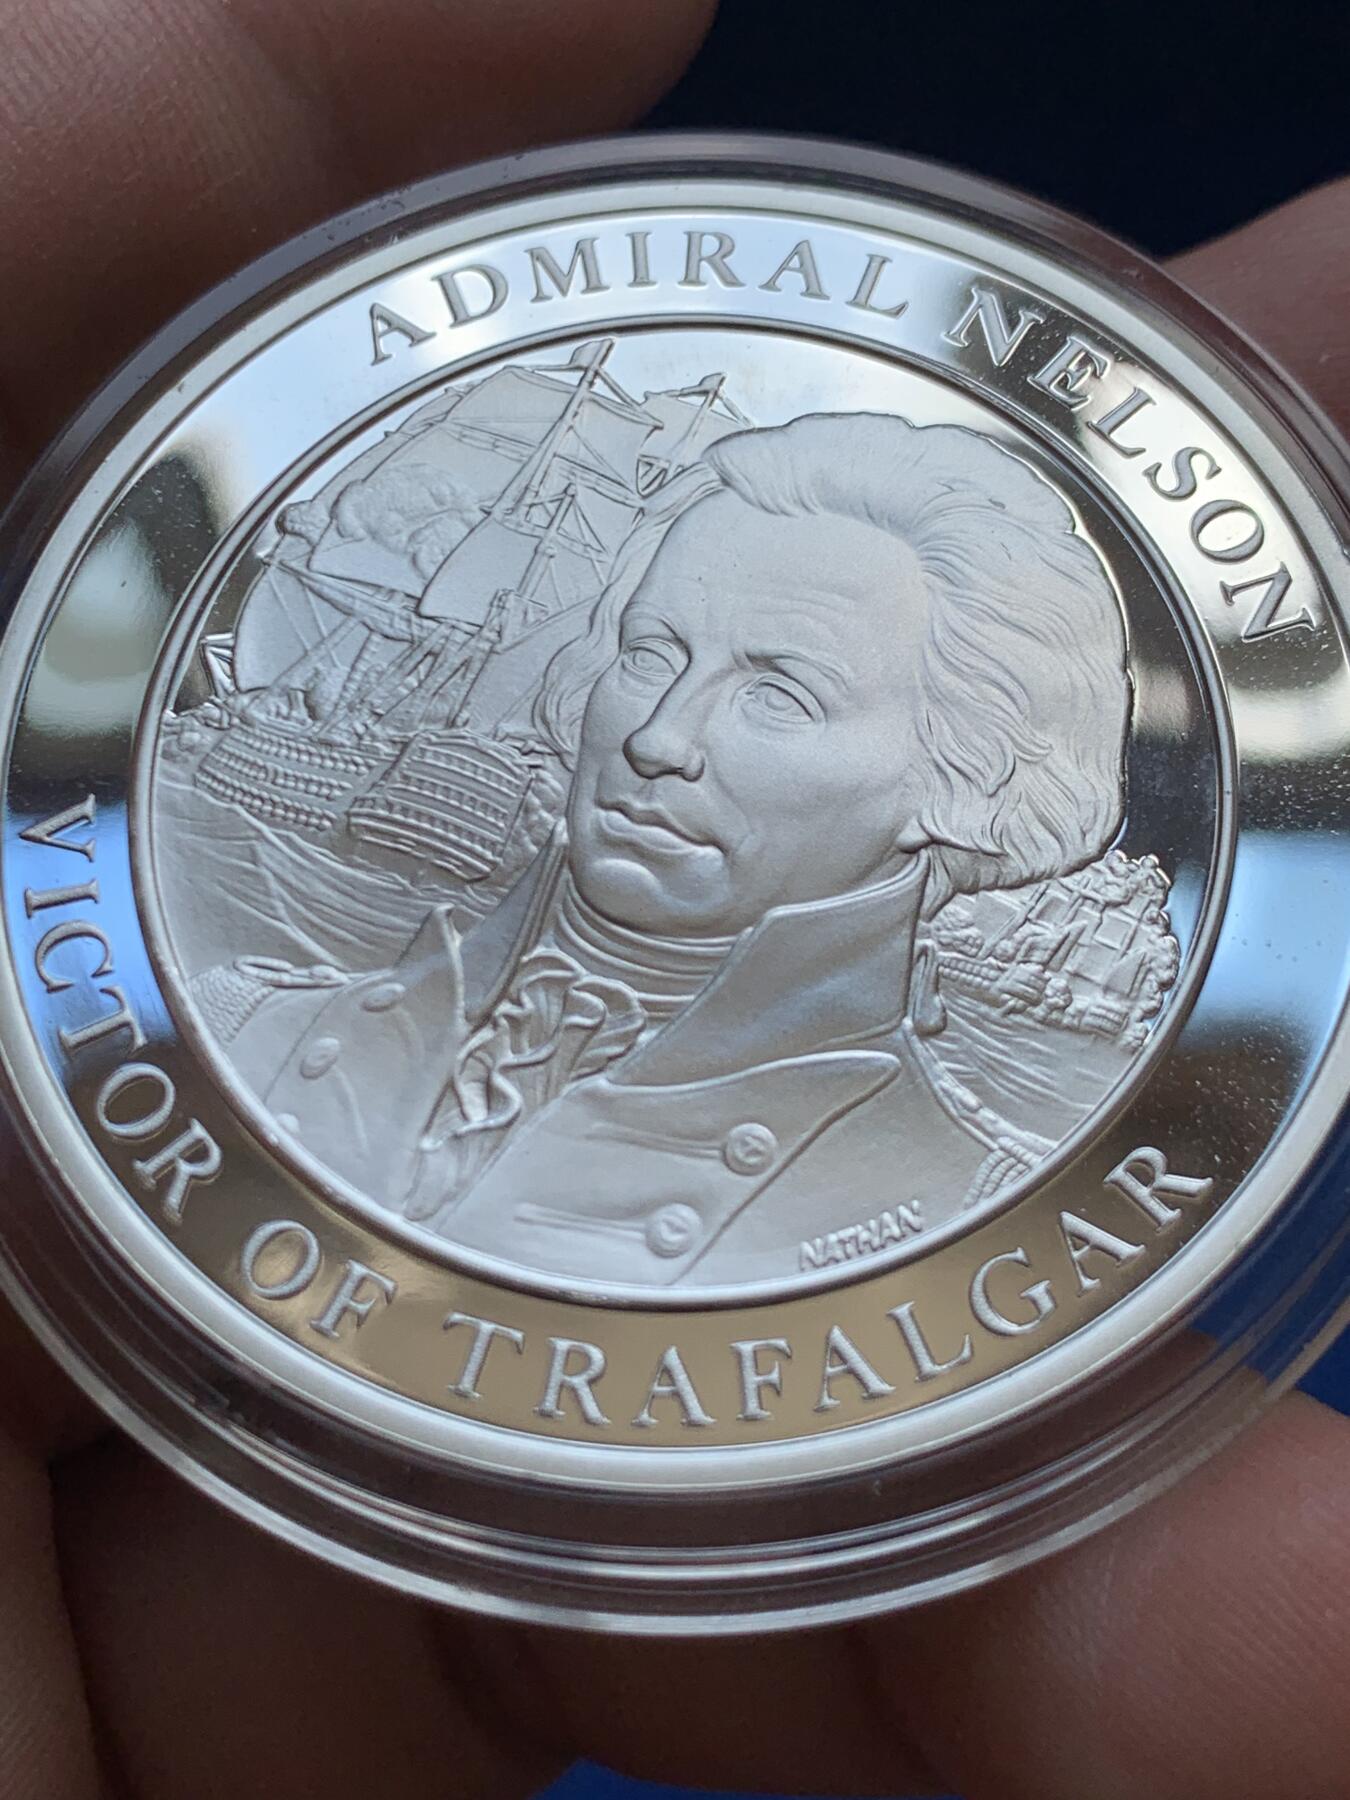 ADMIRAL NELSON
VICTOR OF TRAFALGAR
NATHAN